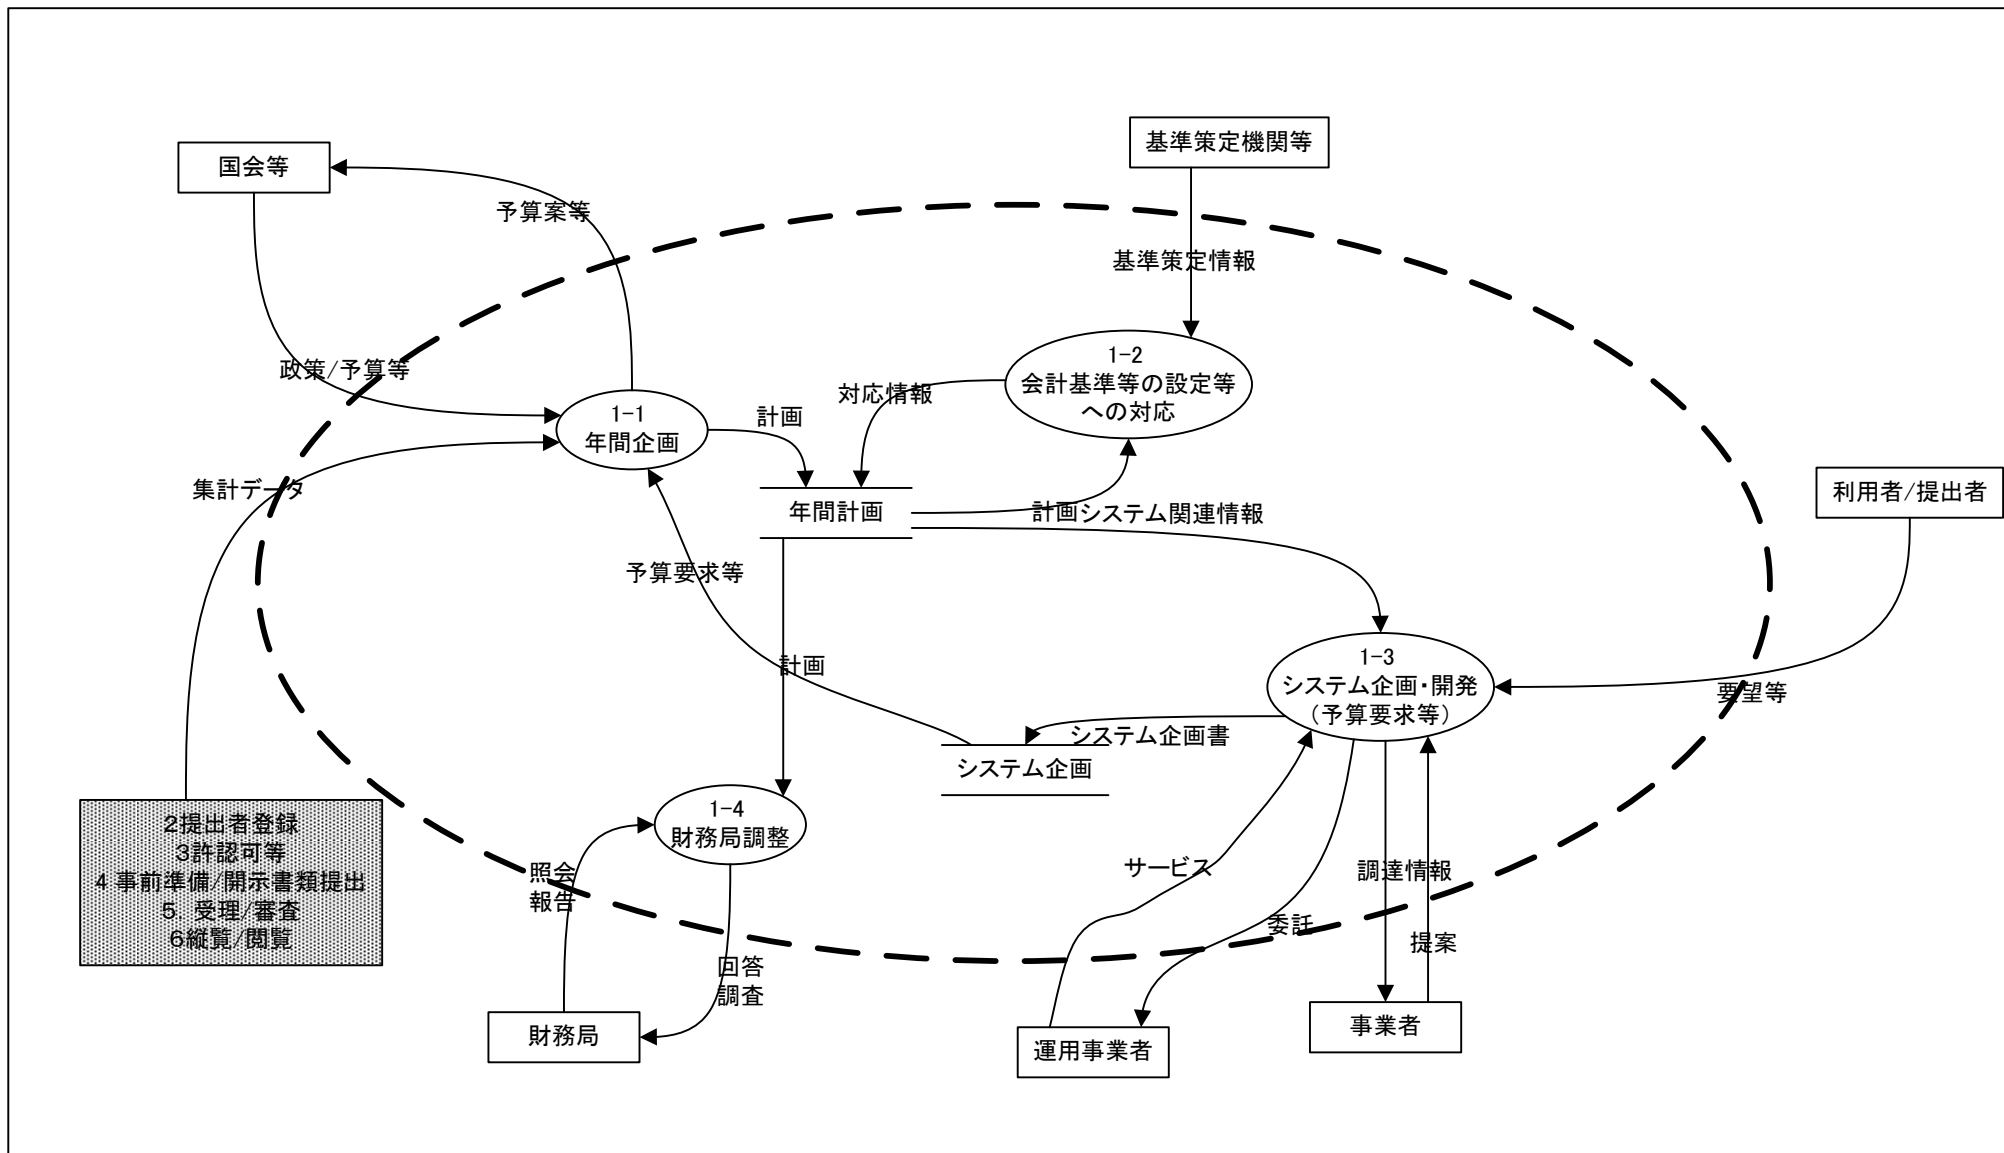 基準策定機関等
国会等
予算案等
基準策定情報
政策/予算等
1-2
会計基準等の設定等
への対応
対応情報
1-1
年間企画
計画
集計データ
利用者/提出者
年間計画
計画
システム関連情報
予算要求等
計画
1-3
システム企画・開発
（予算要求等）
要望等
システム企画書
システム企画
1-4
財務局調整
2提出者登録
3許認可等
4 事前準備/開示書類提出
5．受理/審査
6縦覧/閲覧
照会
報告
サービス
調達情報
委託
提案
回答
調査
財務局
運用事業者
事業者